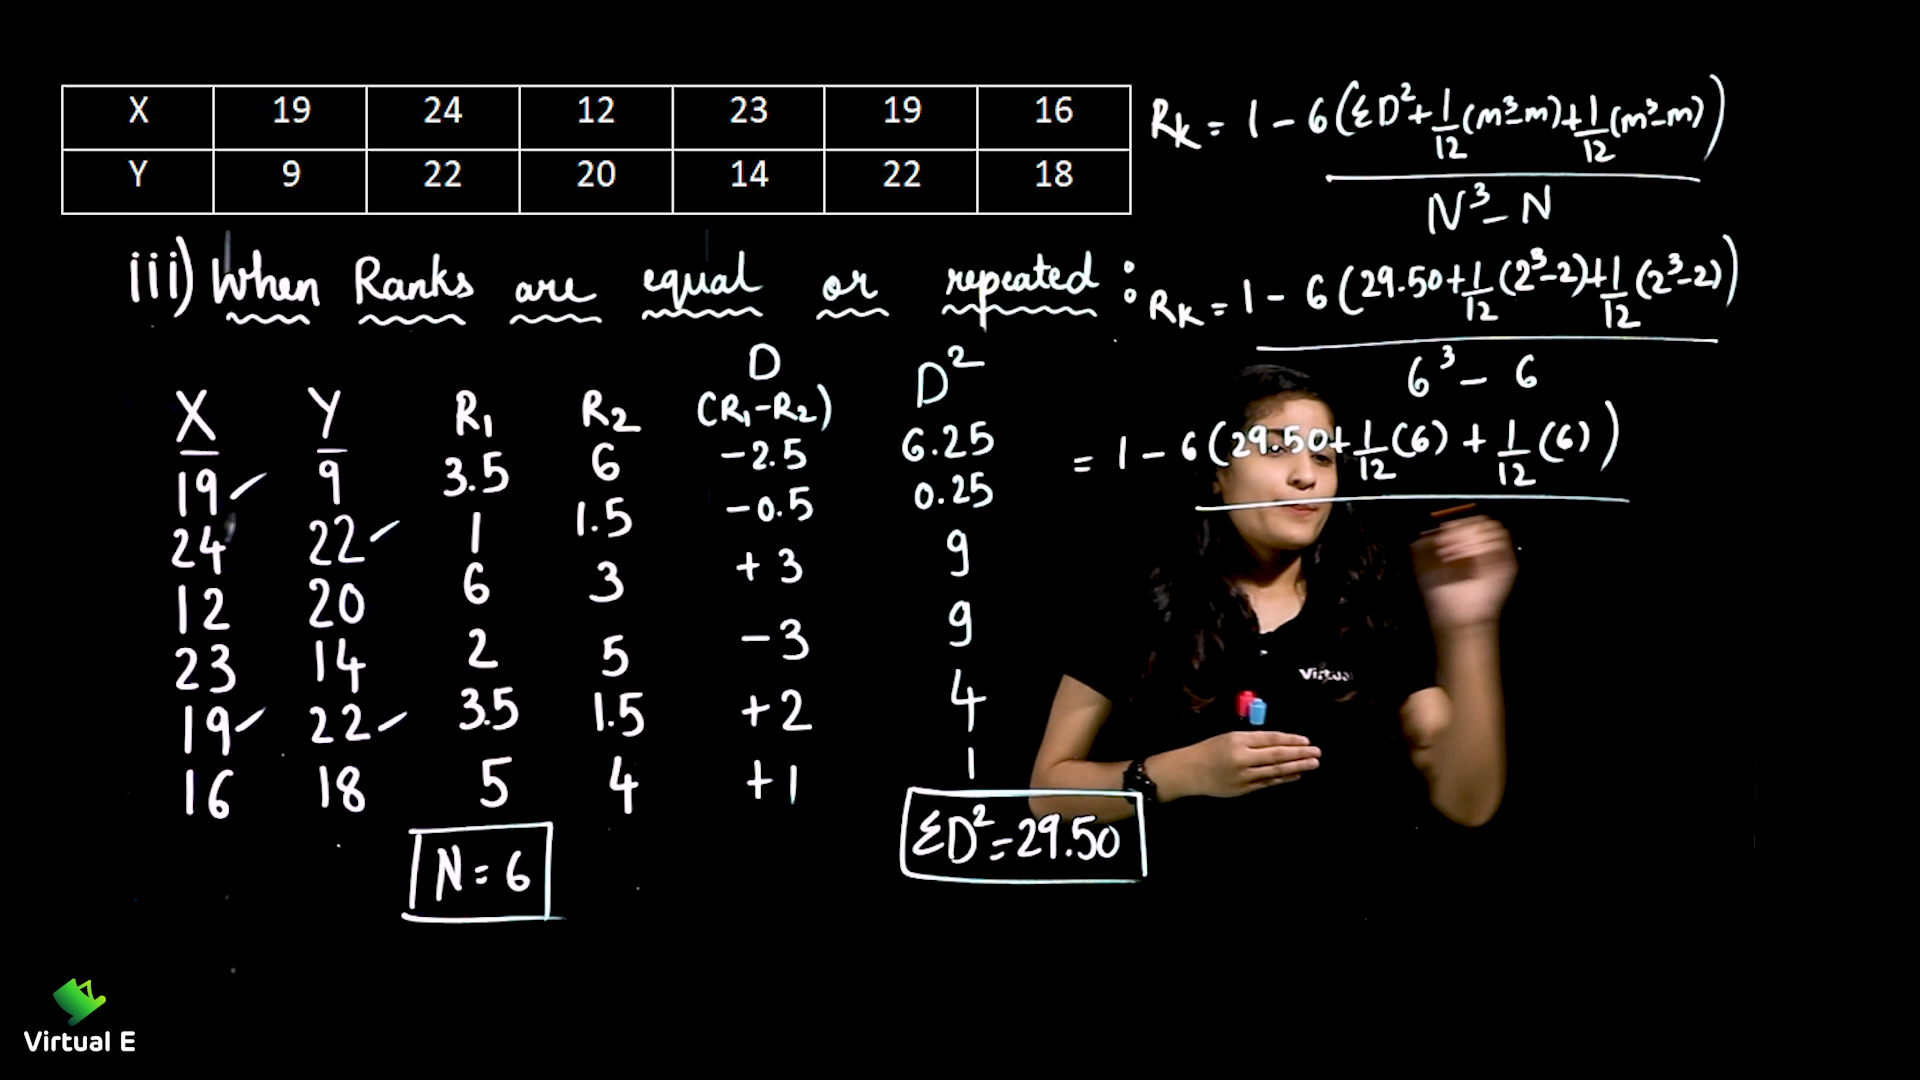 X 19 24 12 23 19 16
Y 9 22 20 14 22 18
iii) When Ranks are equal or repeated :
X Y R₁ R₂ D (R₁-R₂) D²
19 ✓ 9 3.5 6 -2.5 6.25
24 22 ✓ 1 1.5 -0.5 0.25
12 20 6 3 +3 9
23 14 2 5 -3 9
19 ✓ 22 ✓ 3.5 1.5 +2 4
16 18 5 4 +1 1
N = 6
ΣD² = 29.50
Rk = 1 - 6 (ΣD² + 1/12 (m³-m) + 1/12 (m³-m))
N³ - N
Rk = 1 - 6 (29.50 + 1/12 (2³-2) + 1/12 (2³-2))
6³ - 6
= 1 - 6 (29.50 + 1/12 (6) + 1/12 (6))
Virtual
Virtual E